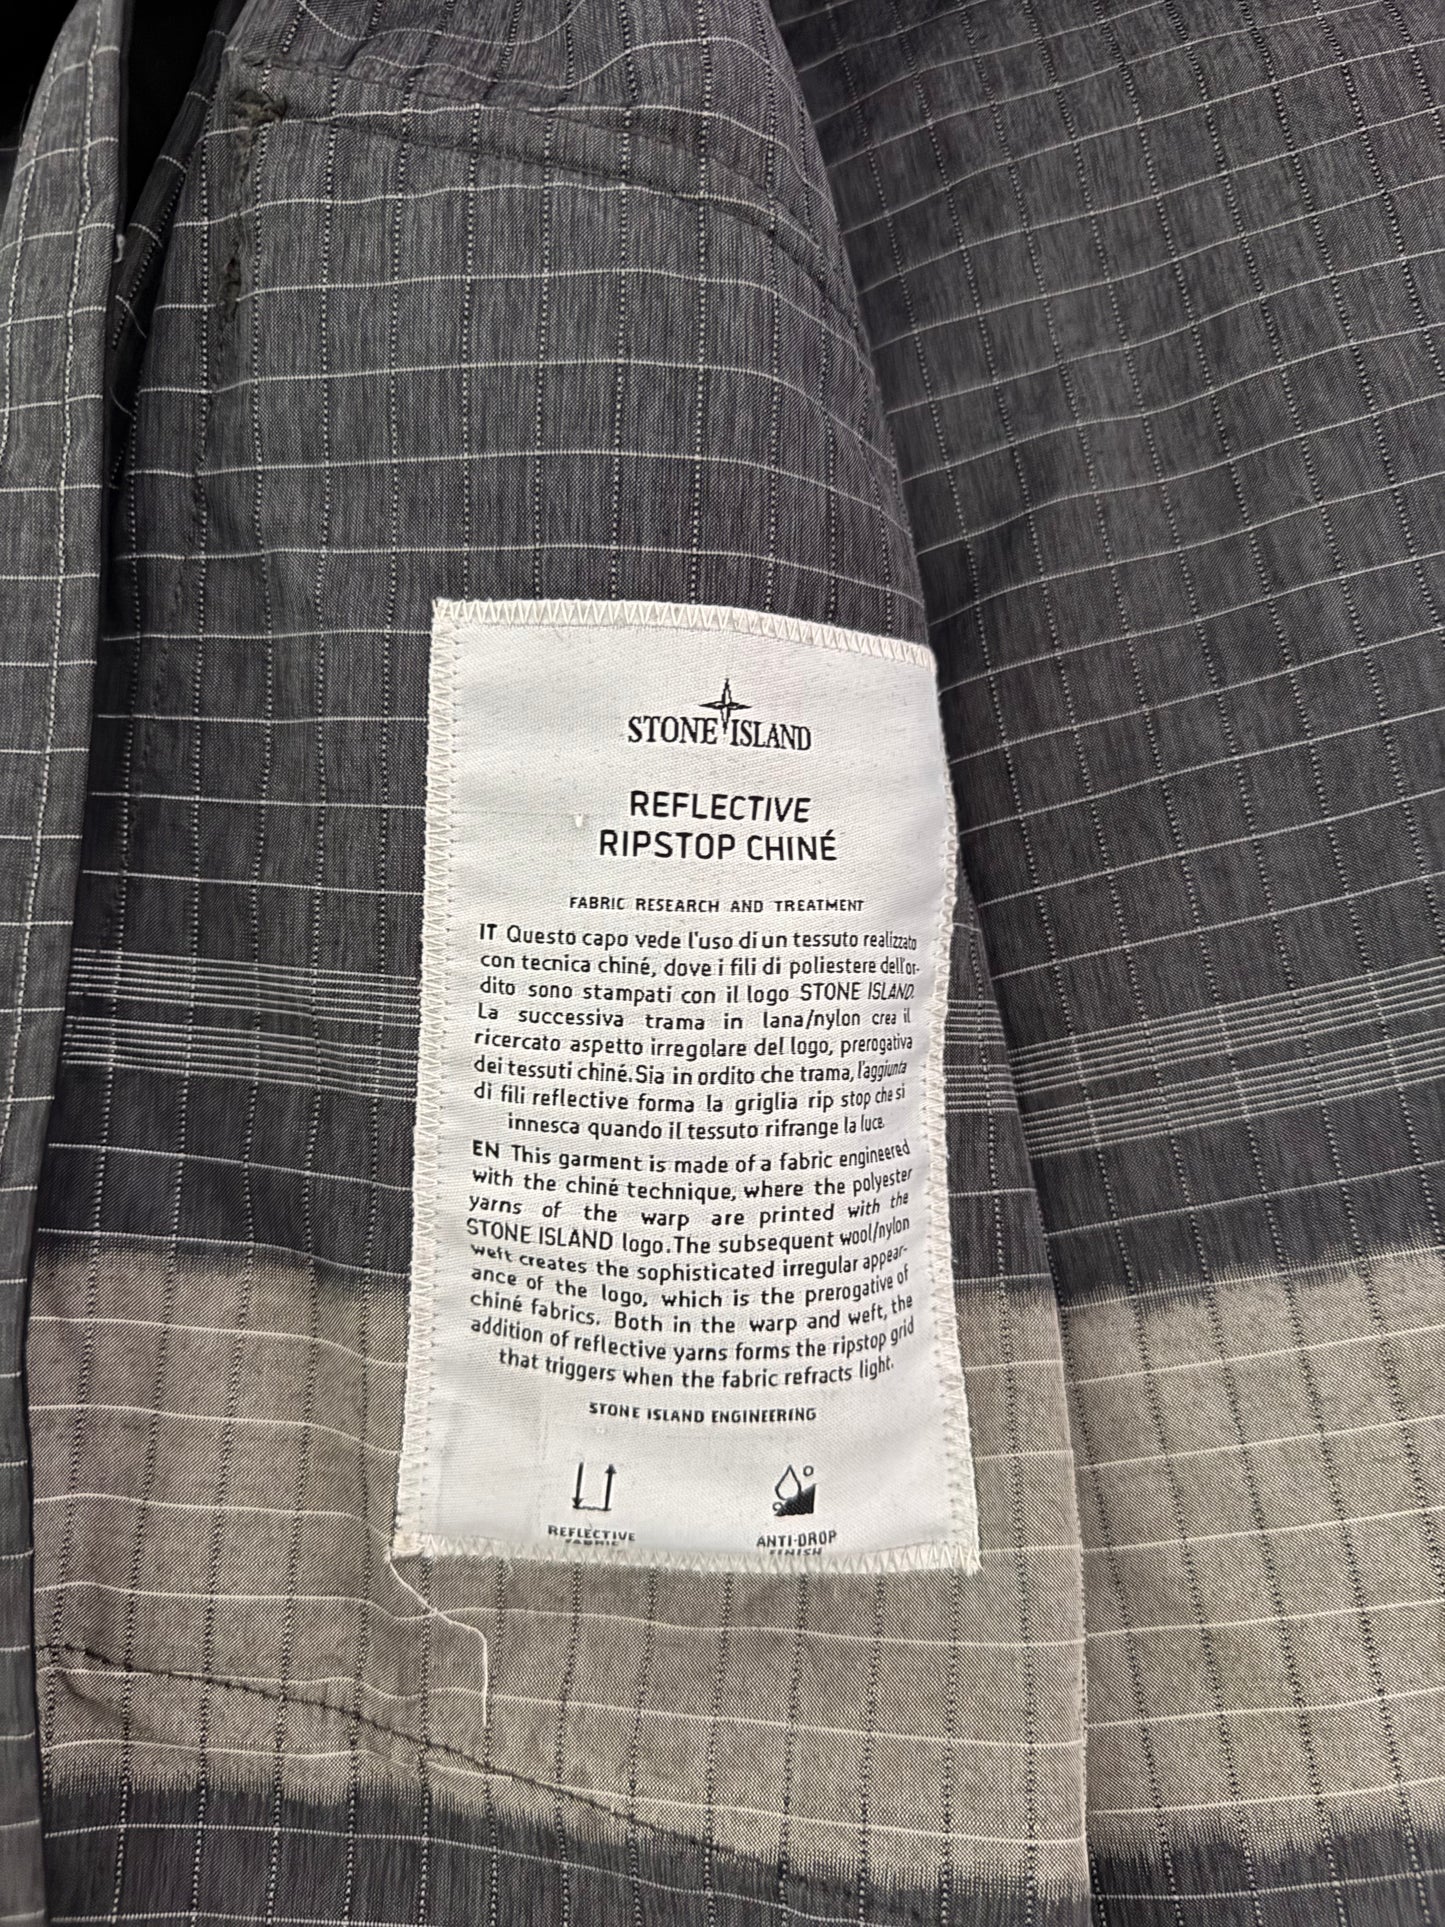 STONE ISLAND
REFLECTIVE
RIPSTOP CHINÉ
FABRIC RESEARCH AND TREATMENT
IT Questo capo vede l'uso di un tessuto realizzato
con tecnica chiné, dove i fili di poliestere dell'or-
dito sono stampati con il logo STONE ISLAND.
La successiva trama in lana/nylon crea il
ricercato aspetto irregolare del logo, prerogativa
dei tessuti chiné.Sia in ordito che trama, l'aggiunta
di fili reflective forma la griglia rip stop che si
innesca quando il tessuto rifrange la luce.
EN This garment is made of a fabric engineered
with the chiné technique, where the polyester
yarns of the warp are printed with the
STONE ISLAND logo.The subsequent wool/nylon
weft creates the sophisticated irregular appear-
ance of the logo, which is the prerogative of
chiné fabrics. Both in the warp and weft, the
addition of reflective yarns forms the ripstop grid
that triggers when the fabric refracts light.
STONE ISLAND ENGINEERING
REFLECTIVE
FABRIC
ANTI-DROP
FINISH